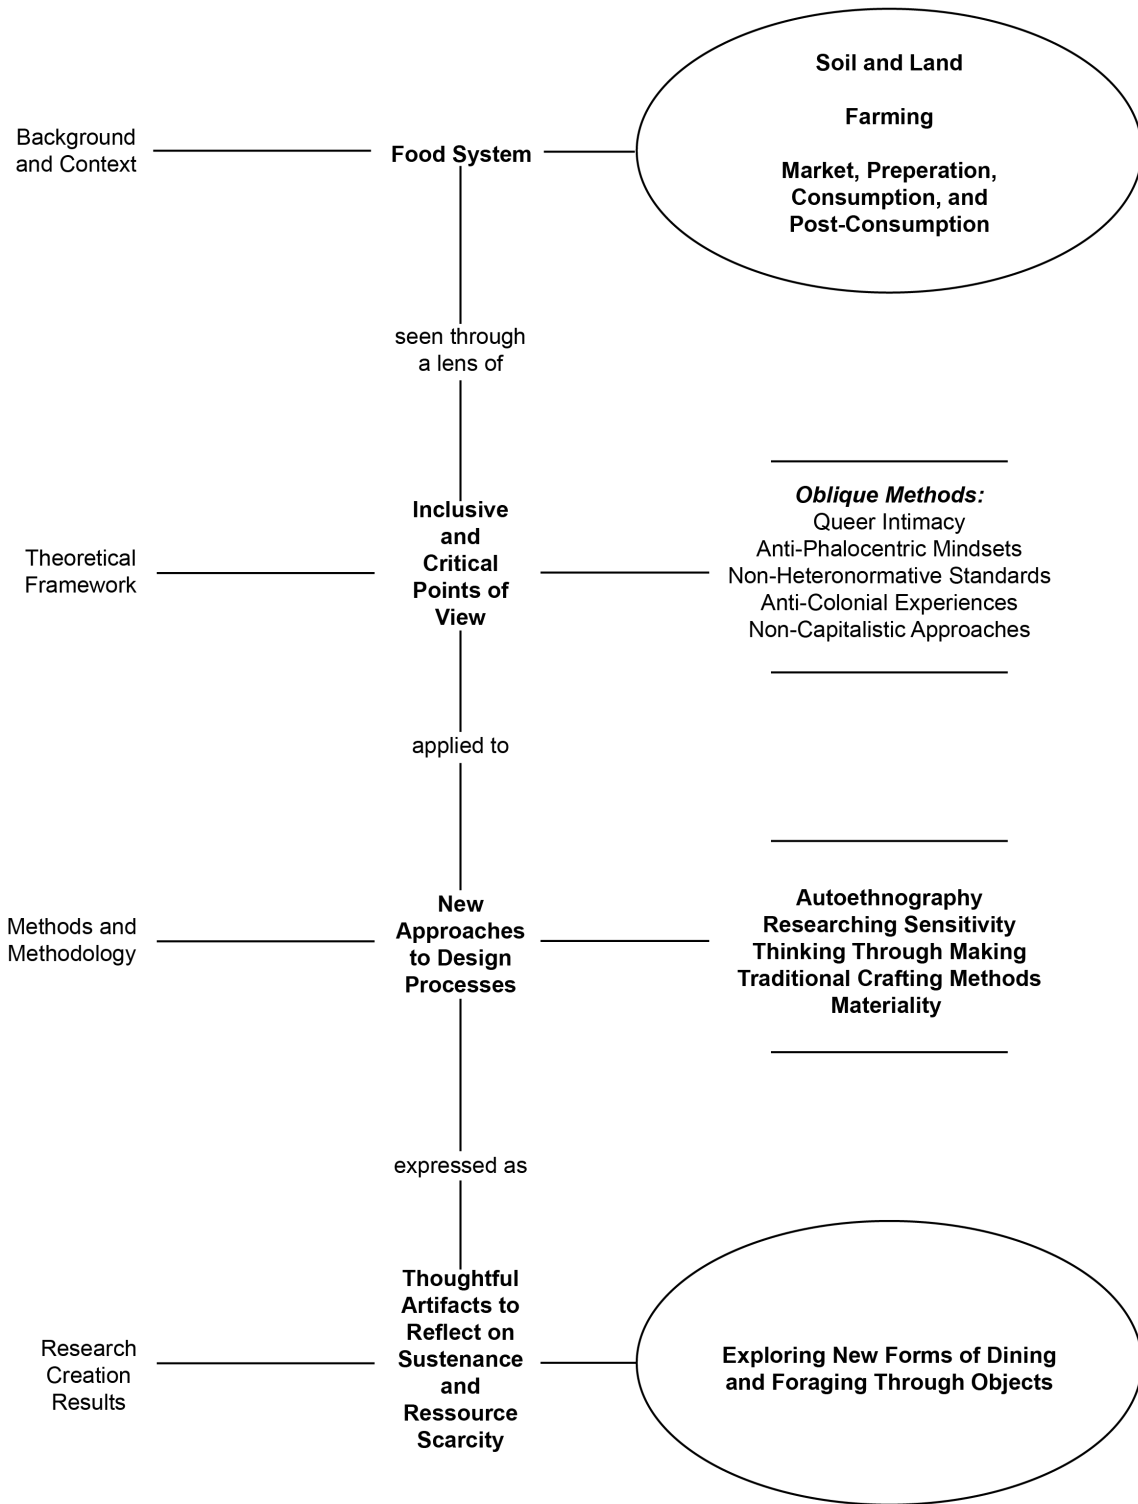 Background
and Context
Food System
Soil and Land
Farming
Market, Preperation,
Consumption, and
Post-Consumption
seen through
a lens of
Theoretical
Framework
Inclusive
and
Critical
Points of
View
Oblique Methods:
Queer Intimacy
Anti-Phalocentric Mindsets
Non-Heteronormative Standards
Anti-Colonial Experiences
Non-Capitalistic Approaches
applied to
Methods and
Methodology
New
Approaches
to Design
Processes
Autoethnography
Researching Sensitivity
Thinking Through Making
Traditional Crafting Methods
Materiality
expressed as
Research
Creation
Results
Thoughtful
Artifacts to
Reflect on
Sustenance
and
Ressource
Scarcity
Exploring New Forms of Dining
and Foraging Through Objects